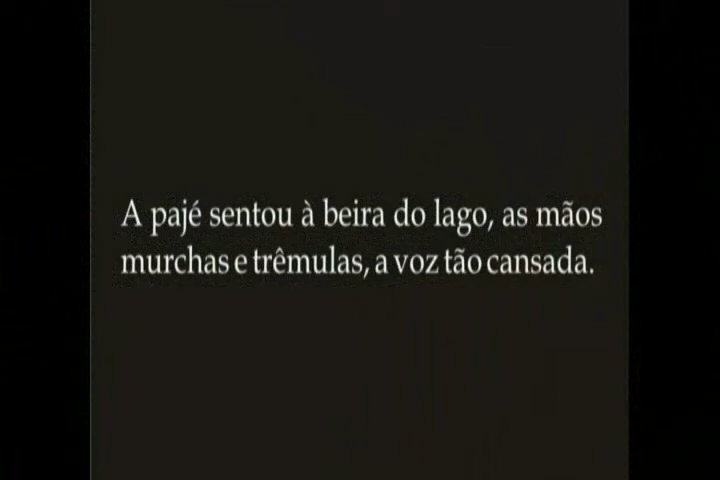 A pajé sentou à beira do lago, as mãos
murchas e trêmulas, a voz tão cansada.